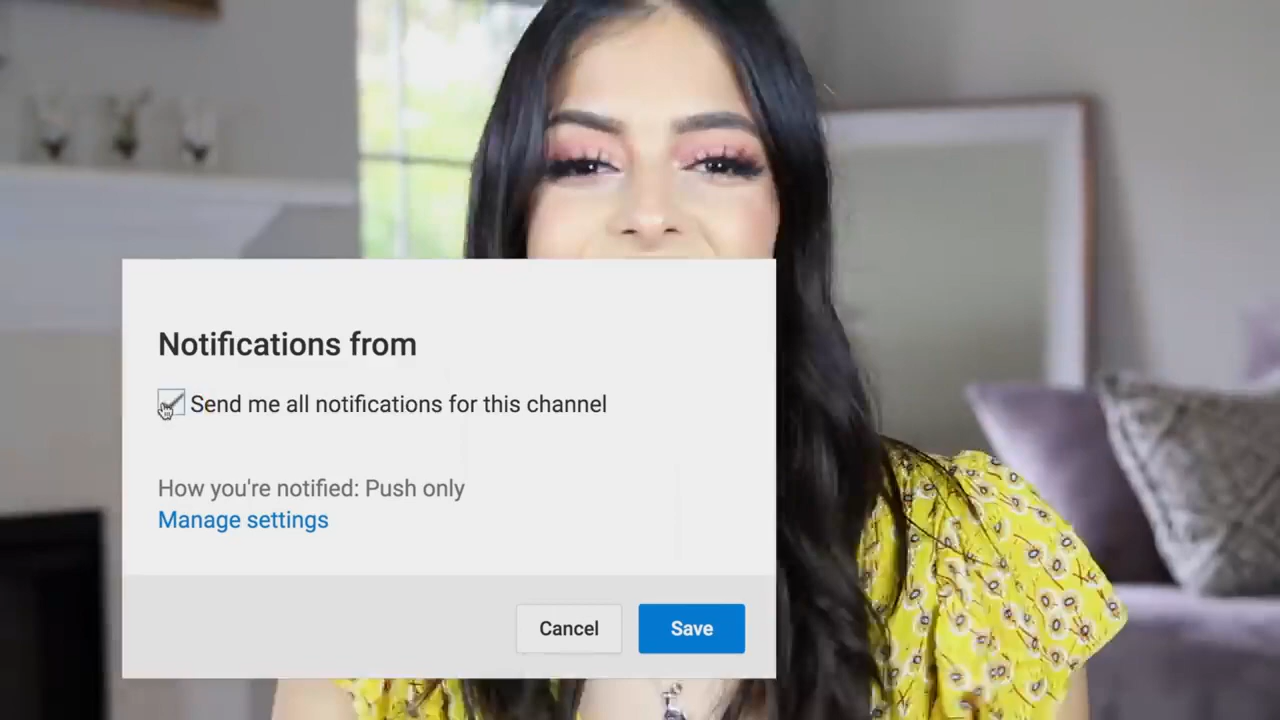 Notifications from
Send me all notifications for this channel
How you're notified: Push only
Manage settings
Cancel
Save